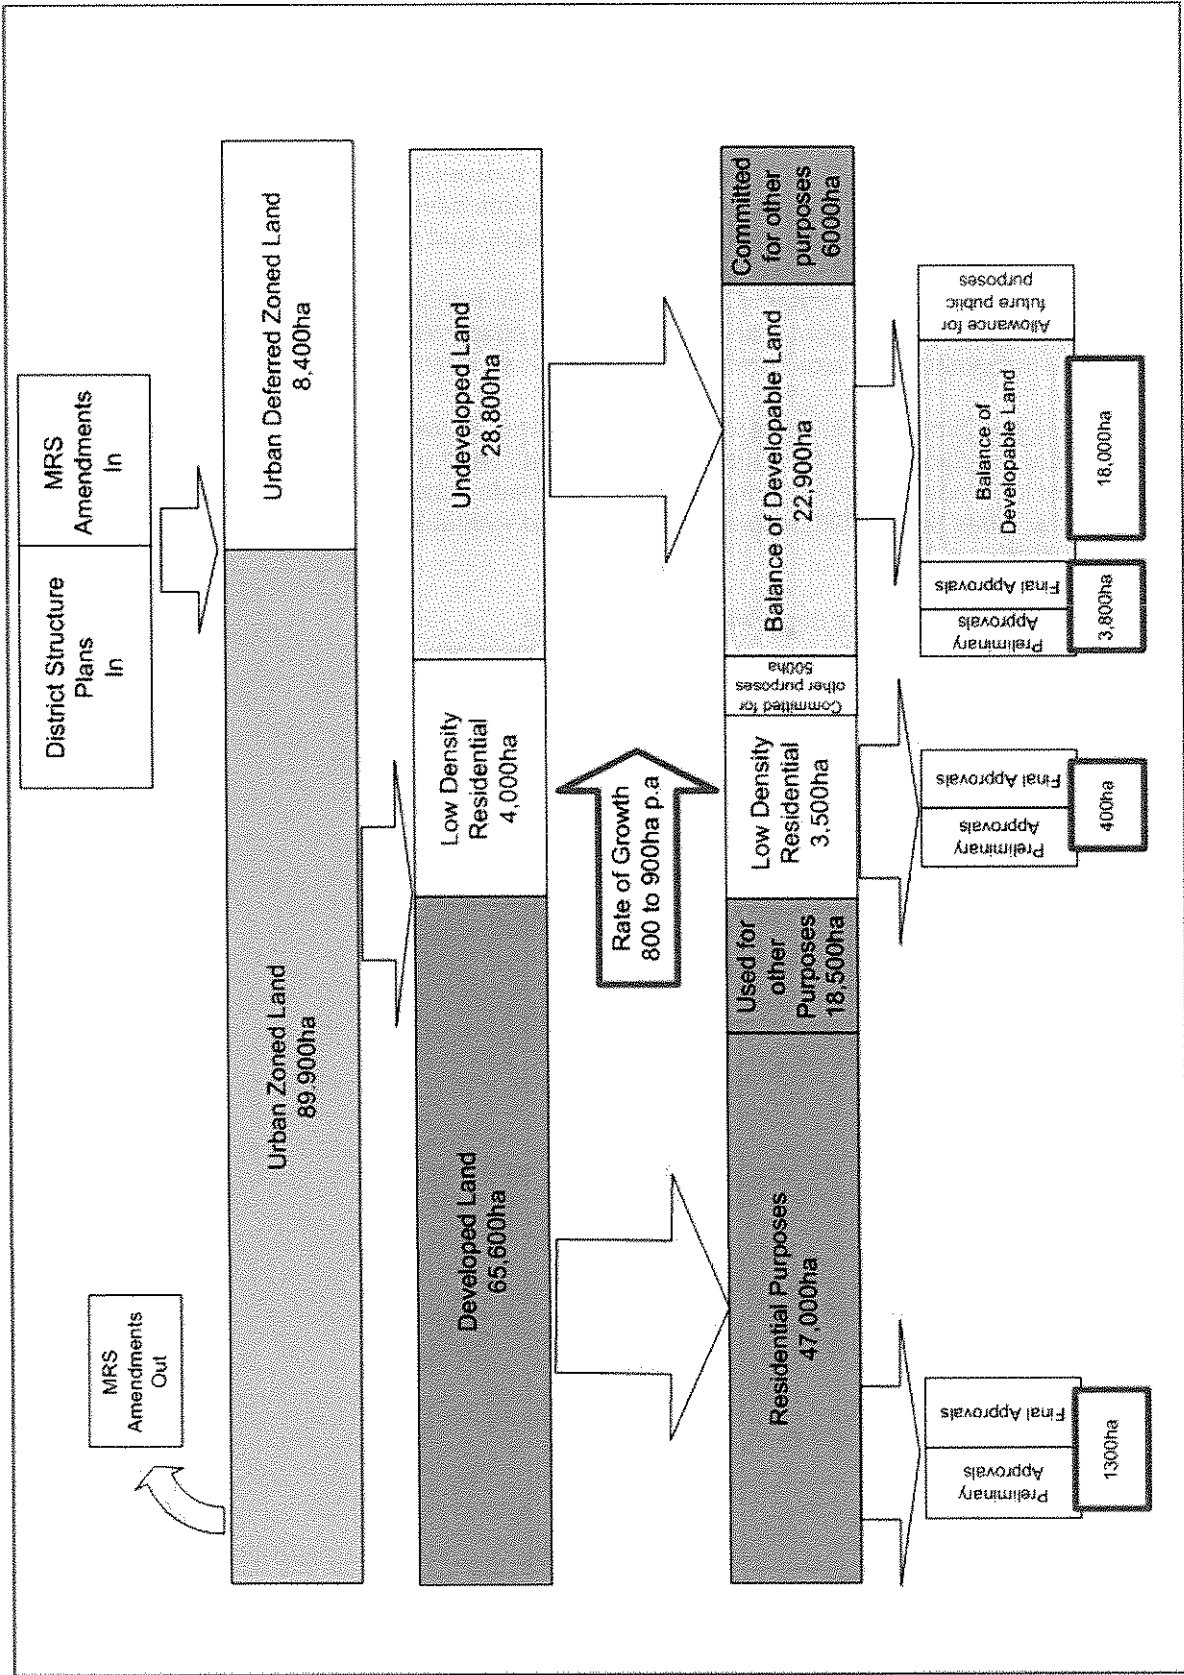 MRS
Amendments
Out
District Structure
Plans
In
MRS
Amendments
In
Urban Zoned Land
89.900ha
Urban Deferred Zoned Land
8,400ha
Developed Land
65,600ha
Low Density
Residential
4,000ha
Undeveloped Land
28,800ha
Rate of Growth
800 to 900ha p.a
Residential Purposes
47,000ha
Used for
other
Purposes
18,500ha
Low Density
Residential
3,500ha
Committed for
other purposes
500ha
Balance of Developable Land
22,900ha
Committed
for other
purposes
6000ha
Preliminary
Approvals
Final Approvals
1300ha
Preliminary
Approvals
Final Approvals
400ha
Preliminary
Approvals
Final Approvals
3,800ha
Balance of
Developable Land
18,000ha
Allowance for
future public
purposes